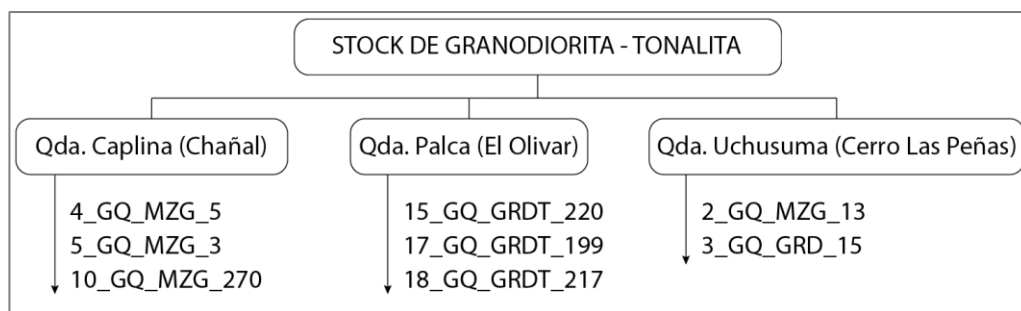 STOCK DE GRANODIORITA - TONALITA
Qda. Caplina (Chañal)
4_GQ_MZG_5
5_GQ_MZG_3
10_GQ_MZG_270
Qda. Palca (El Olivar)
15_GQ_GRDT_220
17_GQ_GRDT_199
18_GQ_GRDT_217
Qda. Uchusuma (Cerro Las Peñas)
2_GQ_MZG_13
3_GQ_GRD_15